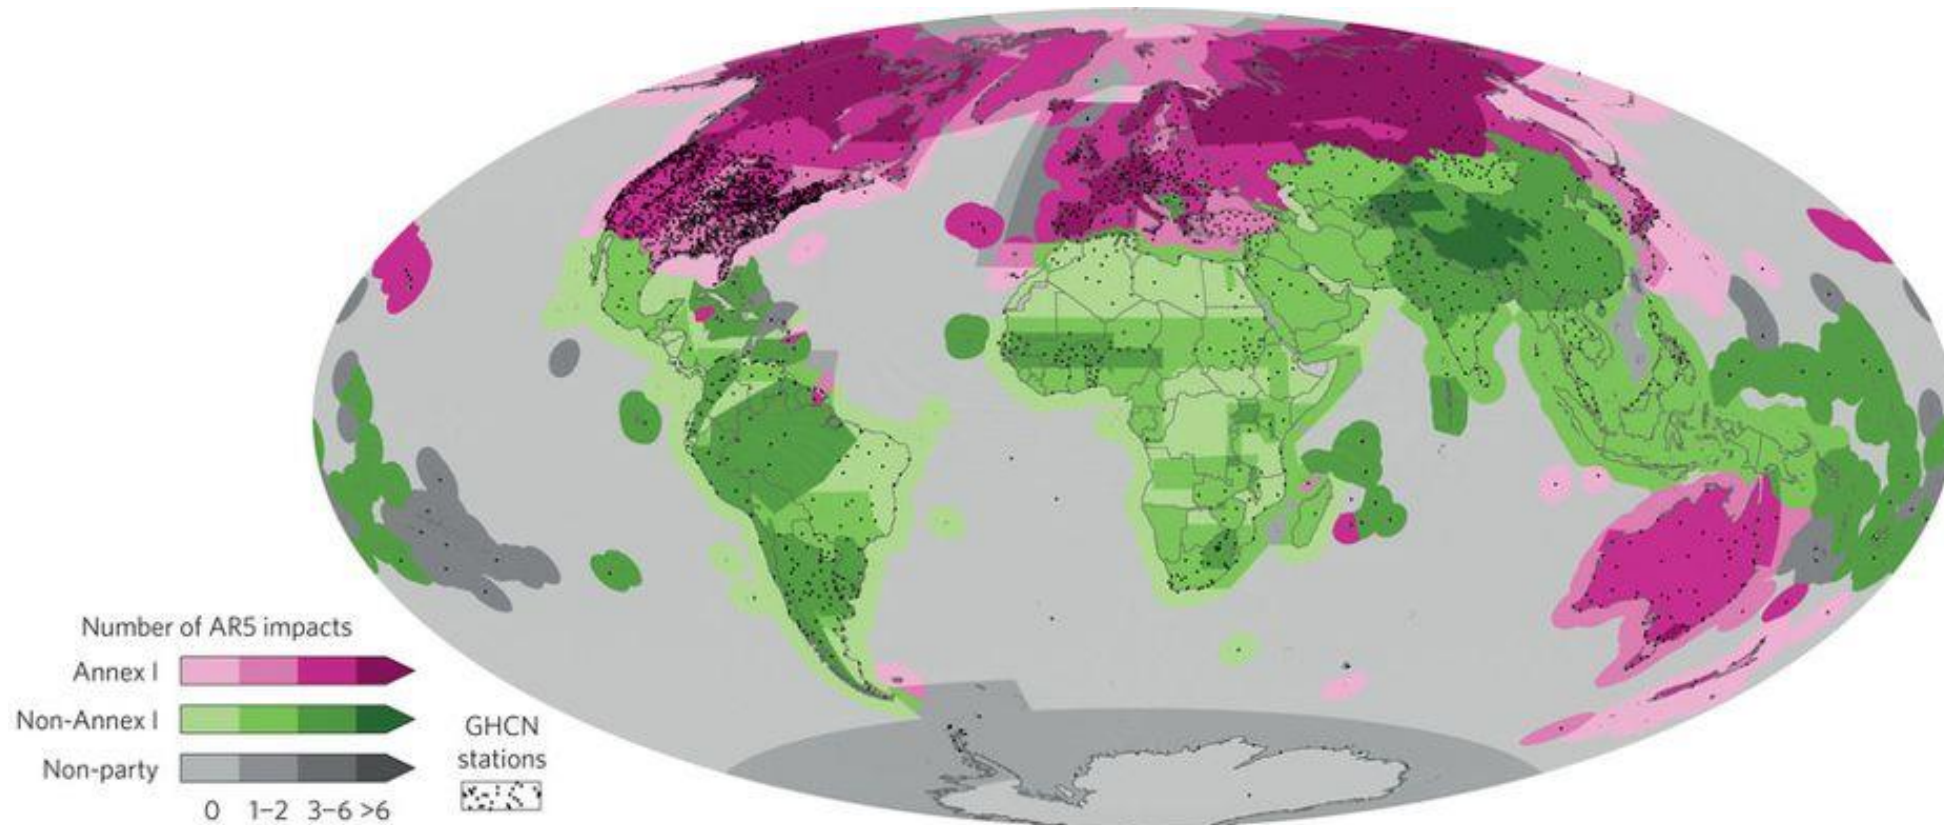 Number of AR5 impacts
Annex I
Non-Annex I
Non-party
0 1–2 3–6 >6
GHCN
stations